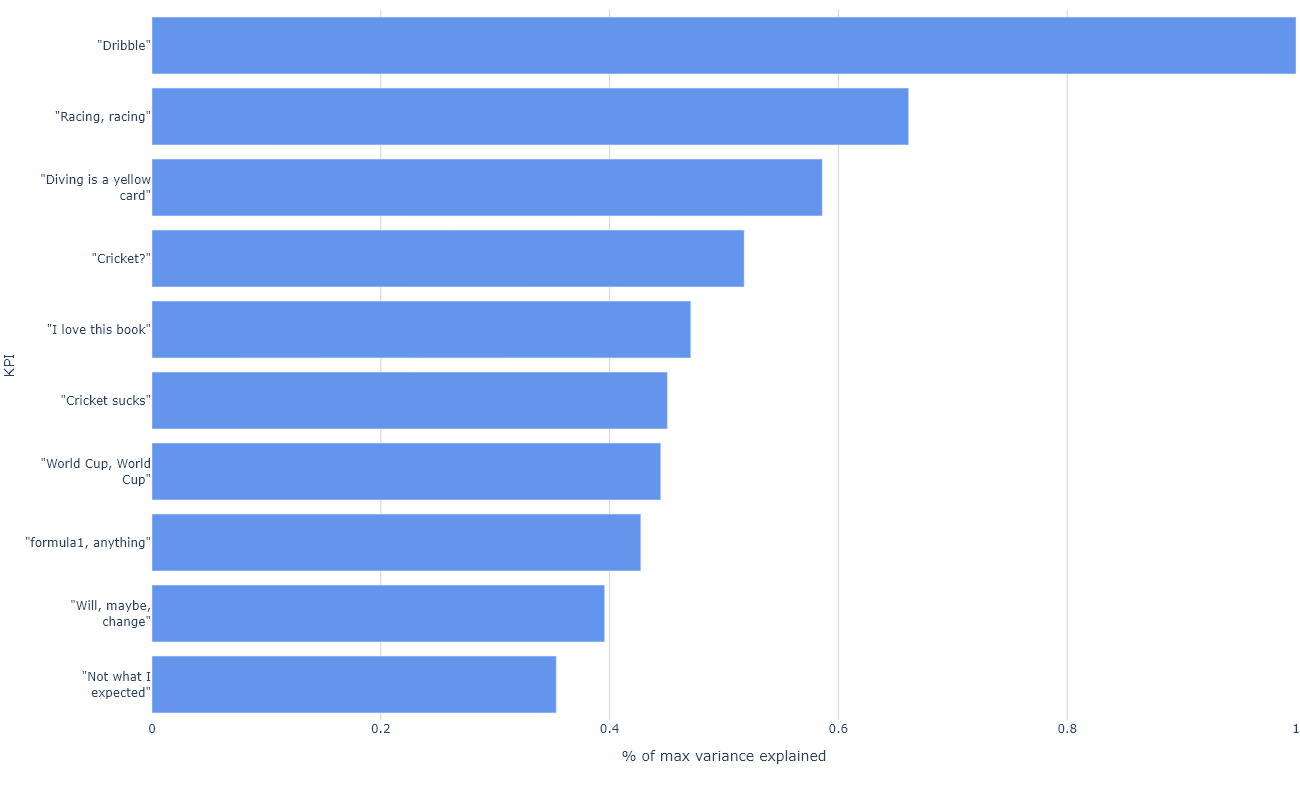 "Dribble"
"Racing, racing"
"Diving is a yellow
card"
"Cricket?"
"I love this book"
KPI
"Cricket sucks"
"World Cup, World
Cup"
"formula1, anything"
"Will, maybe,
change"
"Not what I
expected"
0 0.2 0.4 0.6 0.8 1
% of max variance explained